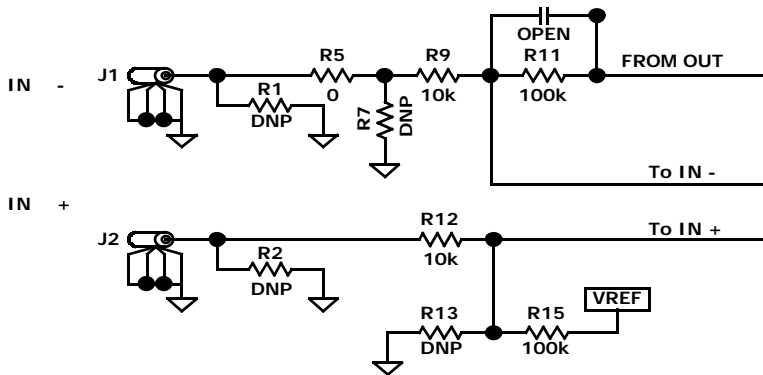 OPEN
R5
R9
R11
FROM OUT
J1
IN -
R1
0
10k
100k
DNP
R7
DNP
To IN -
IN +
R12
To IN +
J2
R2
10k
DNP
VREF
R13
R15
DNP
100k